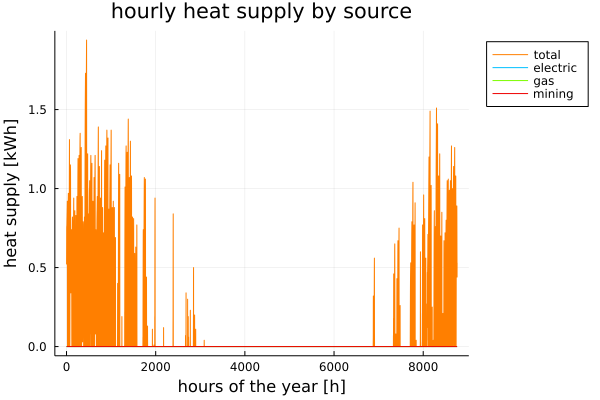 hourly heat supply by source
total
electric
gas
mining
heat supply [kWh]
1.5
1.0
0.5
0.0
0
2000
4000
6000
8000
hours of the year [h]